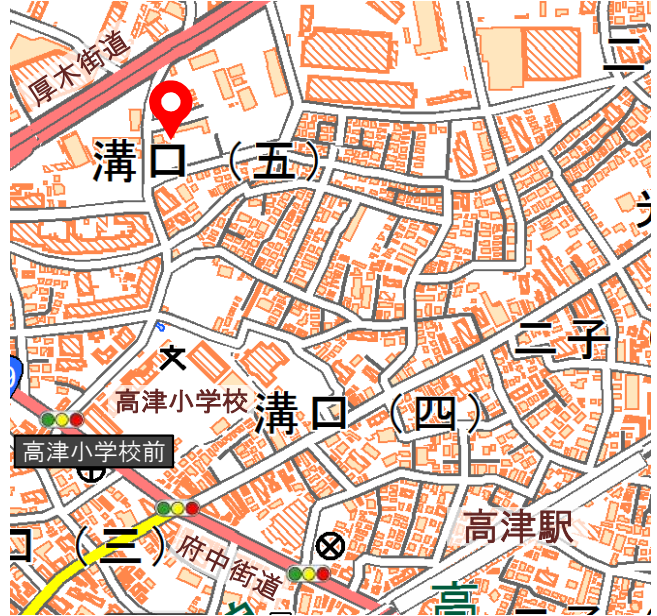 厚木街道
二
溝口（五）
二子
高津小学校
溝口（四）
高津小学校前
口（三）
府中街道
高津駅
高